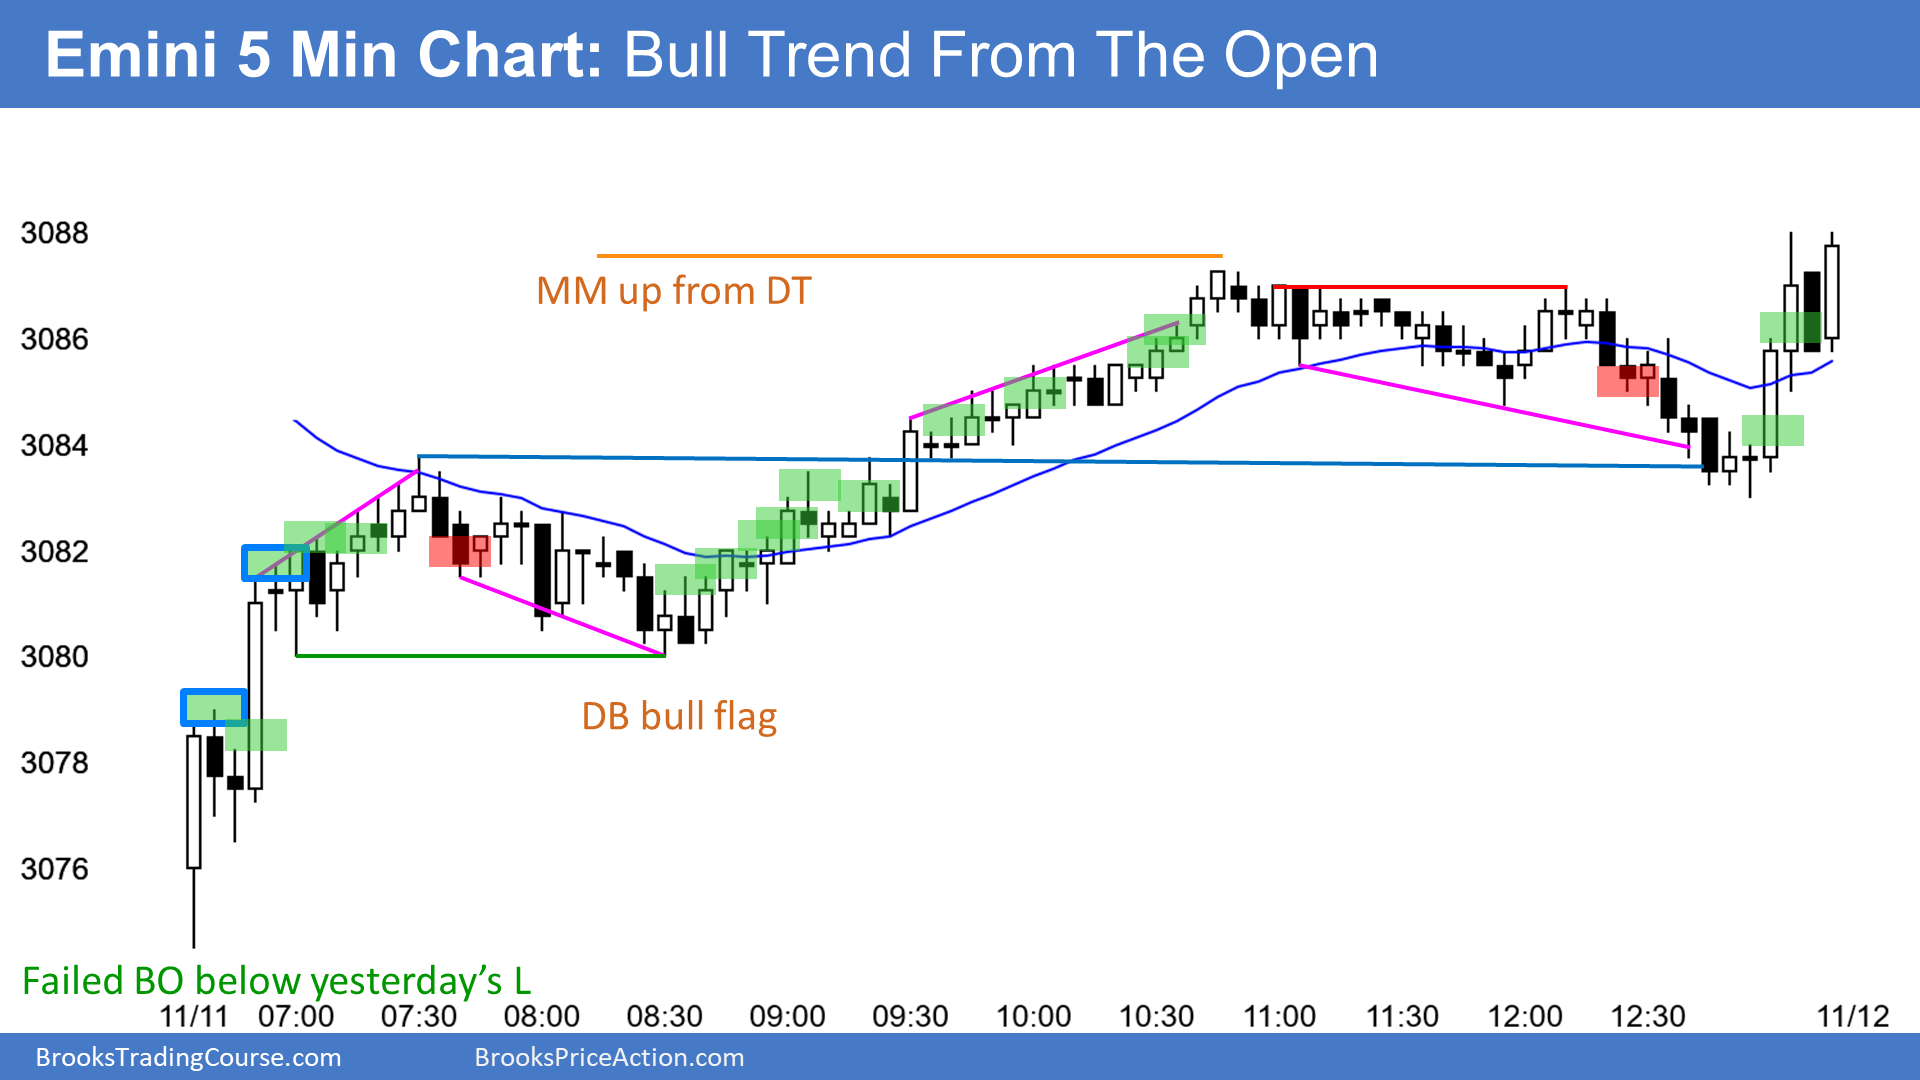 Emini 5 Min Chart: Bull Trend From The Open
3088
MM up from DT
3086
3084
3082
3080
DB bull flag
3078
3076
Failed BO below yesterday’s L
11/11 07:00 07:30 08:00 08:30 09:00 09:30 10:00 10:30 11:00 11:30 12:00 12:30 11/12
BrooksTradingCourse.com BrooksPriceAction.com